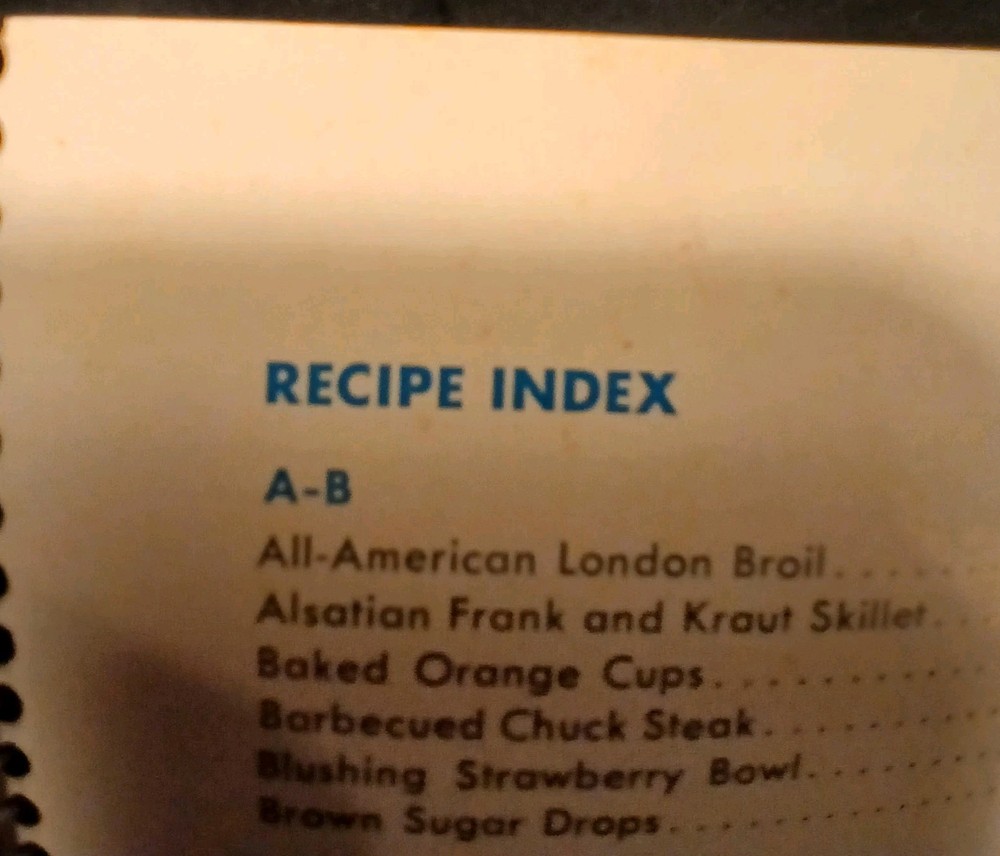 RECIPE INDEX
A-B
All-American London Broil......
Alsatian Frank and Kraut Skillet...
Baked Orange Cups...........
Barbecued Chuck Steak.........
Blushing Strawberry Bowl........
Brown Sugar Drops.............